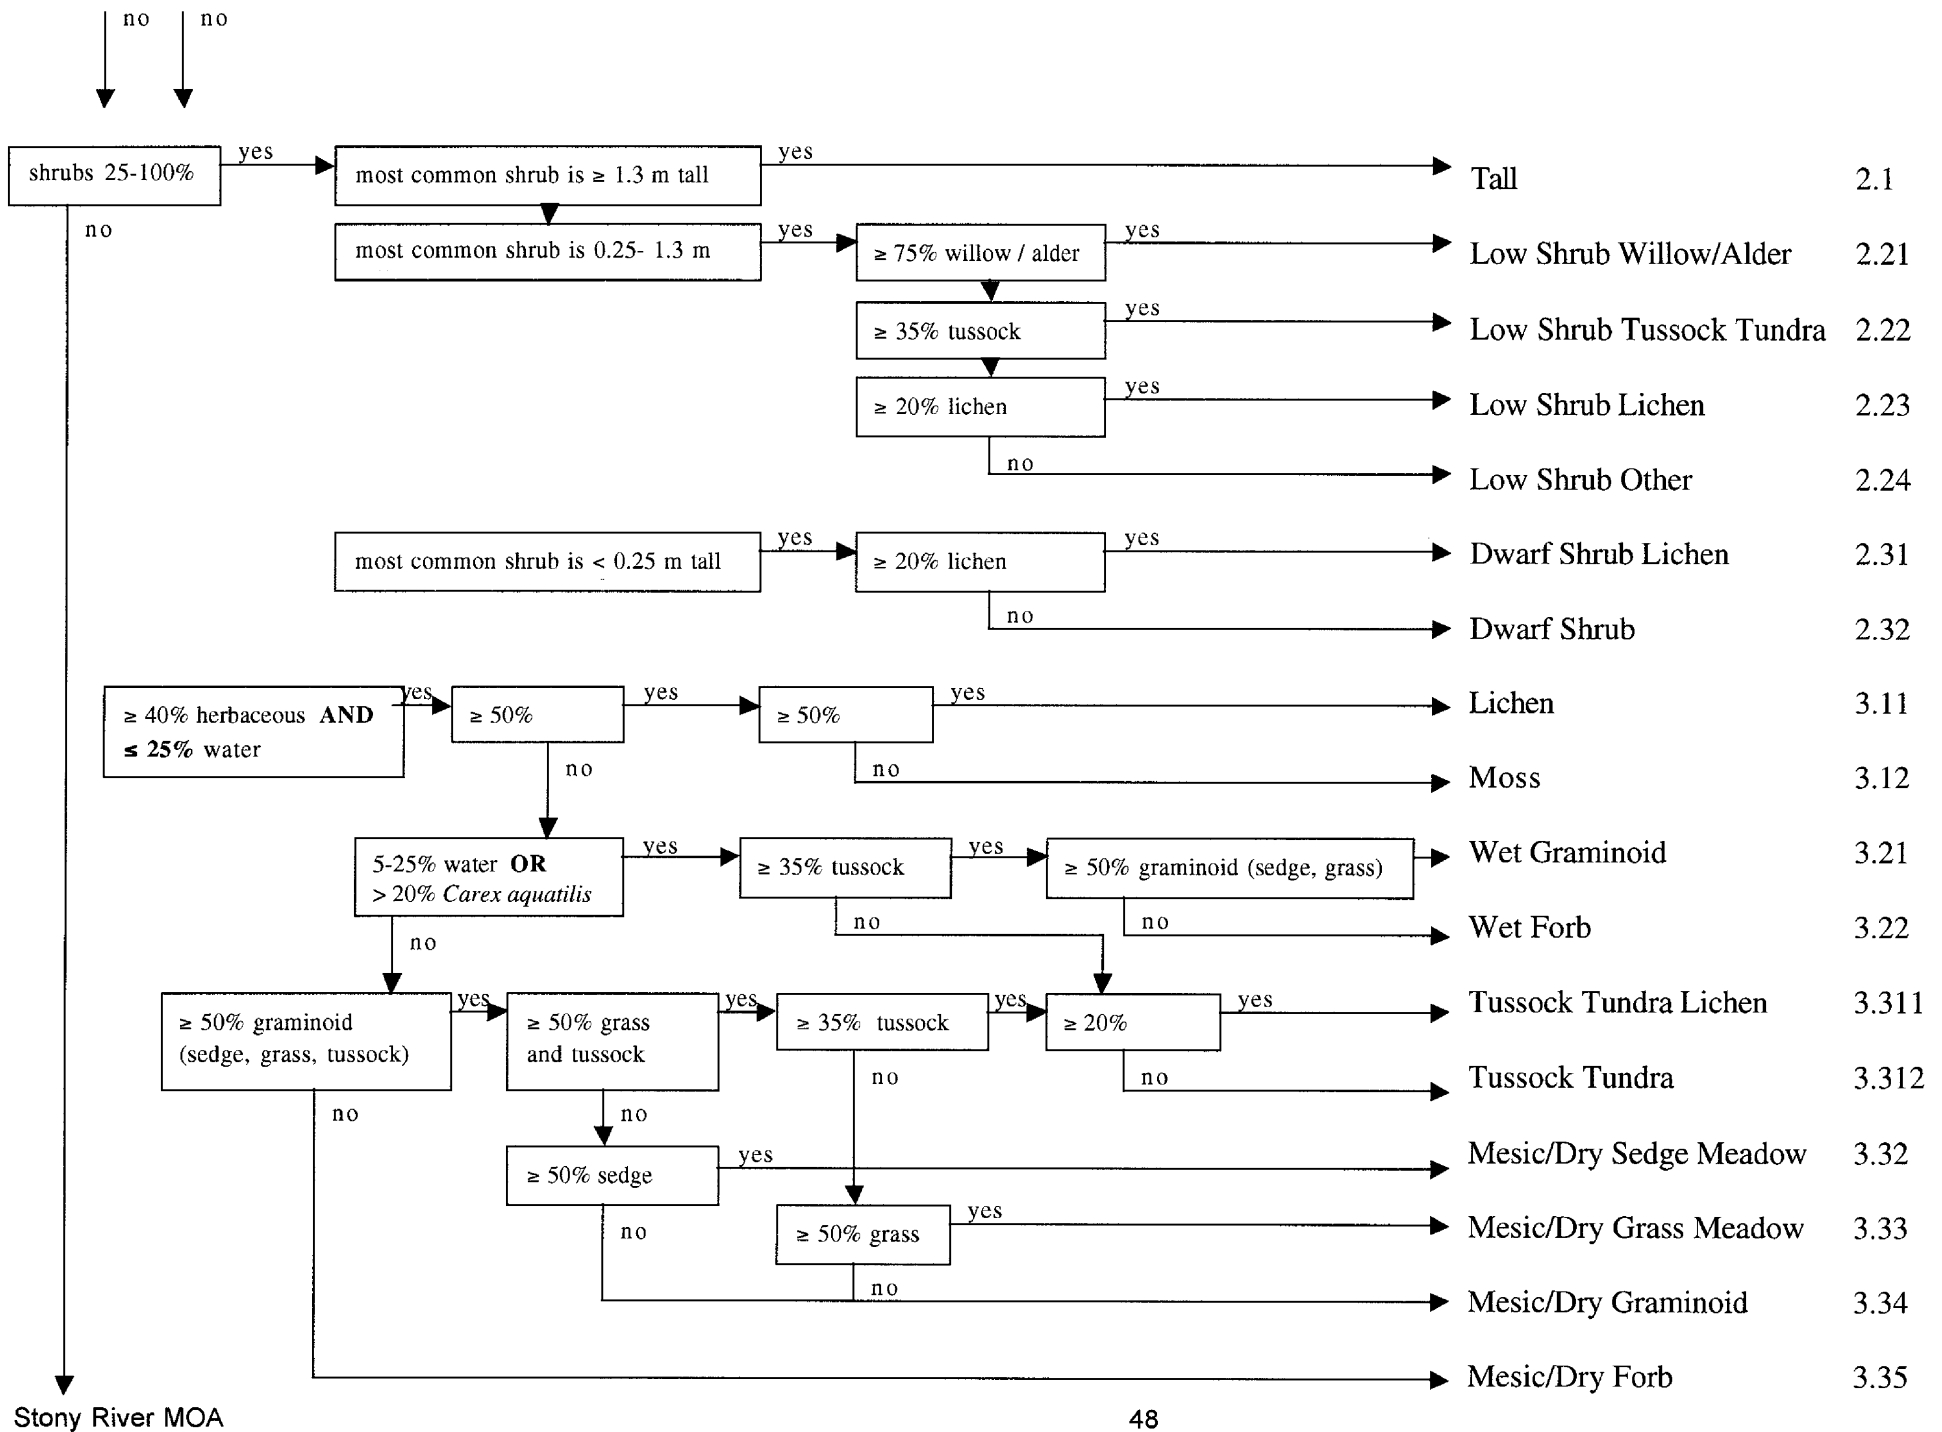 no no
shrubs 25-100% yes most common shrub is ≥ 1.3 m tall yes Tall 2.1
no
most common shrub is 0.25- 1.3 m yes ≥ 75% willow / alder yes Low Shrub Willow/Alder 2.21
≥ 35% tussock yes Low Shrub Tussock Tundra 2.22
≥ 20% lichen yes Low Shrub Lichen 2.23
no Low Shrub Other 2.24
most common shrub is < 0.25 m tall yes ≥ 20% lichen yes Dwarf Shrub Lichen 2.31
no Dwarf Shrub 2.32
≥ 40% herbaceous AND yes ≥ 50% yes ≥ 50% yes Lichen 3.11
≤ 25% water
no no Moss 3.12
5-25% water OR yes ≥ 35% tussock yes ≥ 50% graminoid (sedge, grass) Wet Graminoid 3.21
> 20% Carex aquatilis
no no no Wet Forb 3.22
≥ 50% graminoid yes ≥ 50% grass yes ≥ 35% tussock yes ≥ 20% yes Tussock Tundra Lichen 3.311
(sedge, grass, tussock) and tussock
no no Tussock Tundra 3.312
no no
≥ 50% sedge yes Mesic/Dry Sedge Meadow 3.32
no ≥ 50% grass yes Mesic/Dry Grass Meadow 3.33
no Mesic/Dry Graminoid 3.34
Mesic/Dry Forb 3.35
Stony River MOA 48